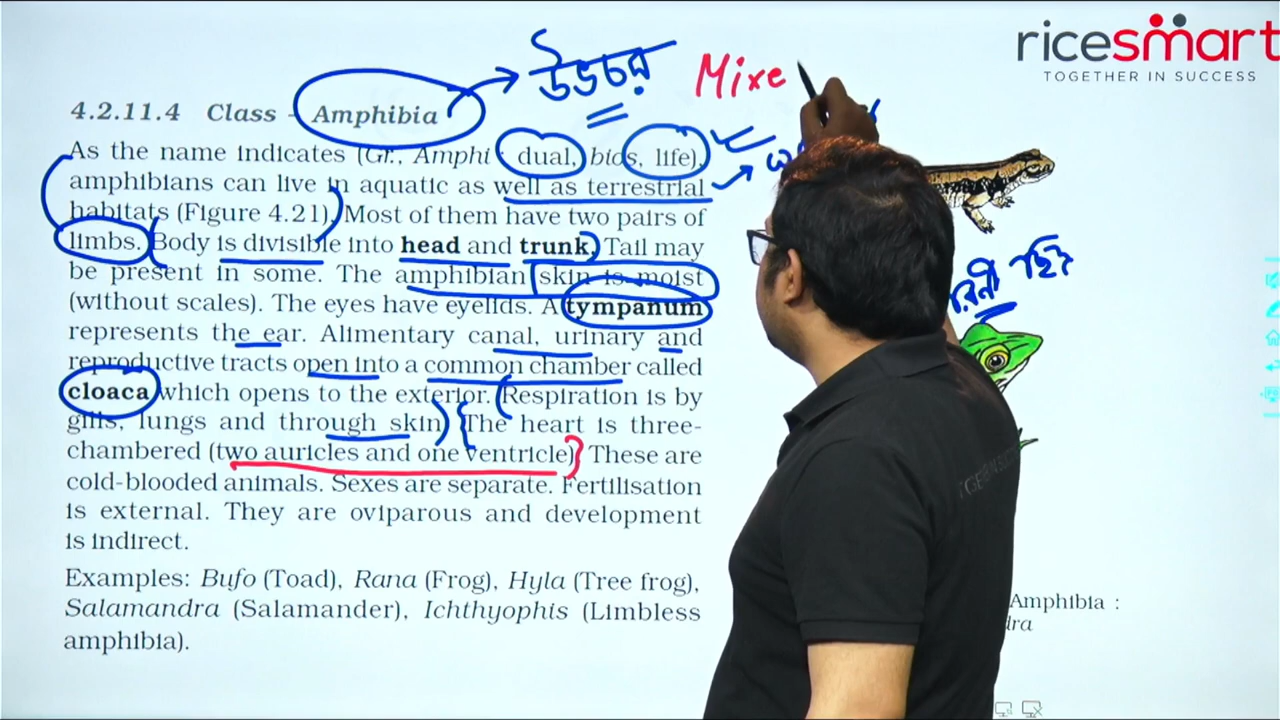 ricesmart
TOGETHER IN SUCCESS
উভচর
Mixe
4.2.11.4 Class - Amphibia
As the name indicates (Gr., Amphi : dual, bios, life),
amphibians can live in aquatic as well as terrestrial
habitats (Figure 4.21). Most of them have two pairs of
limbs. Body is divisible into head and trunk. Tail may
be present in some. The amphibian skin is moist
(without scales). The eyes have eyelids. A tympanum
represents the ear. Alimentary canal, urinary and
reproductive tracts open into a common chamber called
cloaca which opens to the exterior. Respiration is by
gills, lungs and through skin. The heart is three-
chambered (two auricles and one ventricle). These are
cold-blooded animals. Sexes are separate. Fertilisation
is external. They are oviparous and development
is indirect.
Examples: Bufo (Toad), Rana (Frog), Hyla (Tree frog),
Salamandra (Salamander), Ichthyophis (Limbless
amphibia).
Amphibia :
dra